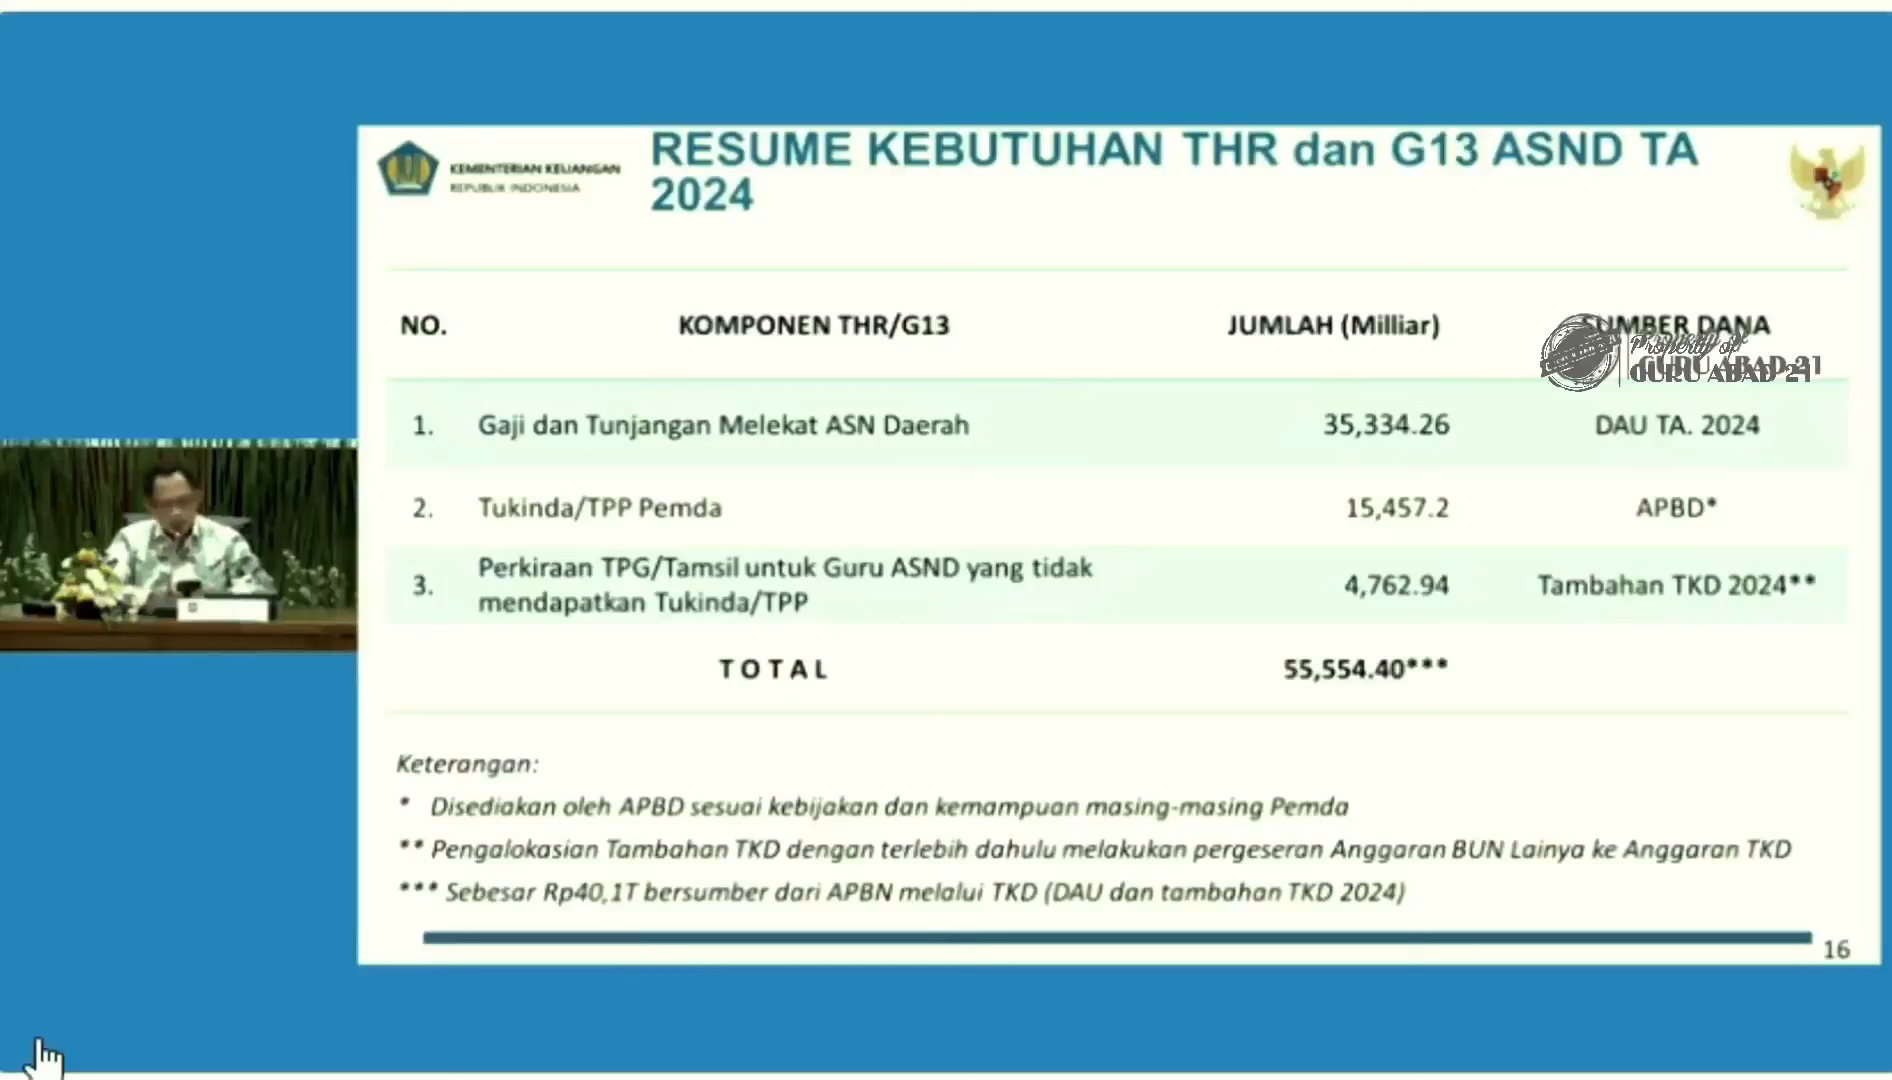 KEMENTERIAN KEUANGAN
REPUBLIK INDONESIA
RESUME KEBUTUHAN THR dan G13 ASND TA
2024
NO. KOMPONEN THR/G13 JUMLAH (Milliar) SUMBER DANA
Property of
GURU ABAD 21
1. Gaji dan Tunjangan Melekat ASN Daerah 35,334.26 DAU TA. 2024
2. Tukinda/TPP Pemda 15,457.2 APBD*
3. Perkiraan TPG/Tamsil untuk Guru ASND yang tidak
mendapatkan Tukinda/TPP 4,762.94 Tambahan TKD 2024**
TOTAL 55,554.40***
Keterangan:
* Disediakan oleh APBD sesuai kebijakan dan kemampuan masing-masing Pemda
** Pengalokasian Tambahan TKD dengan terlebih dahulu melakukan pergeseran Anggaran BUN Lainya ke Anggaran TKD
*** Sebesar Rp40,1T bersumber dari APBN melalui TKD (DAU dan tambahan TKD 2024)
16